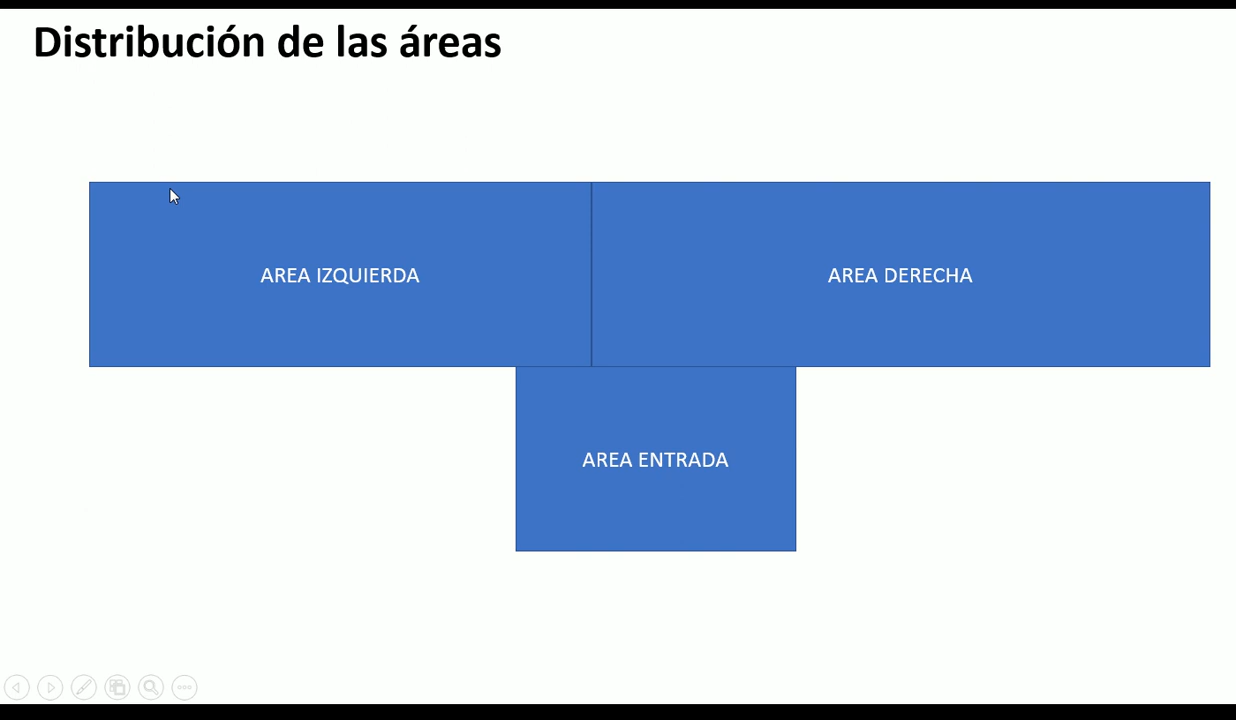 Distribución de las áreas
AREA IZQUIERDA
AREA DERECHA
AREA ENTRADA